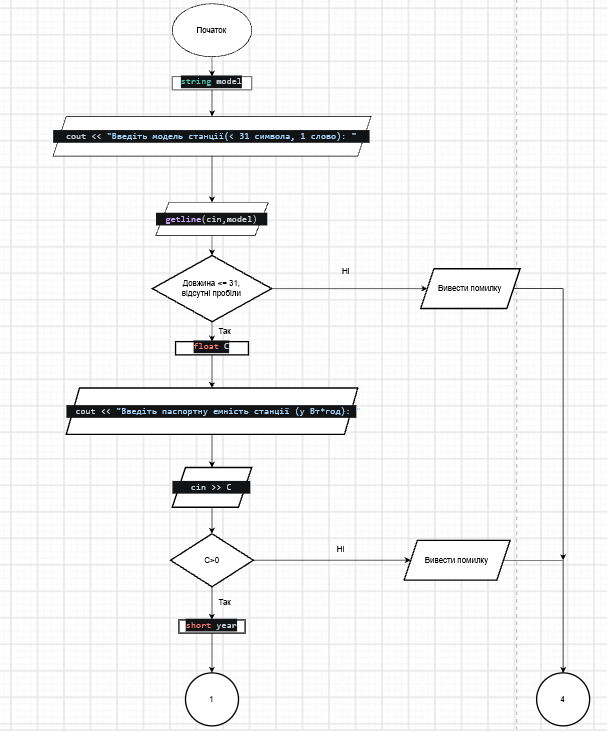 Початок
string model
cout << "Введіть модель станції(< 31 символа, 1 слово): "
getline(cin,model)
Довжина <= 31,
відсутні пробіли
НІ
Вивести помилку
Так
float C
cout << "Введіть паспортну ємність станції (у Вт*год):
cin >> C
C>0
НІ
Вивести помилку
Так
short year
1
4